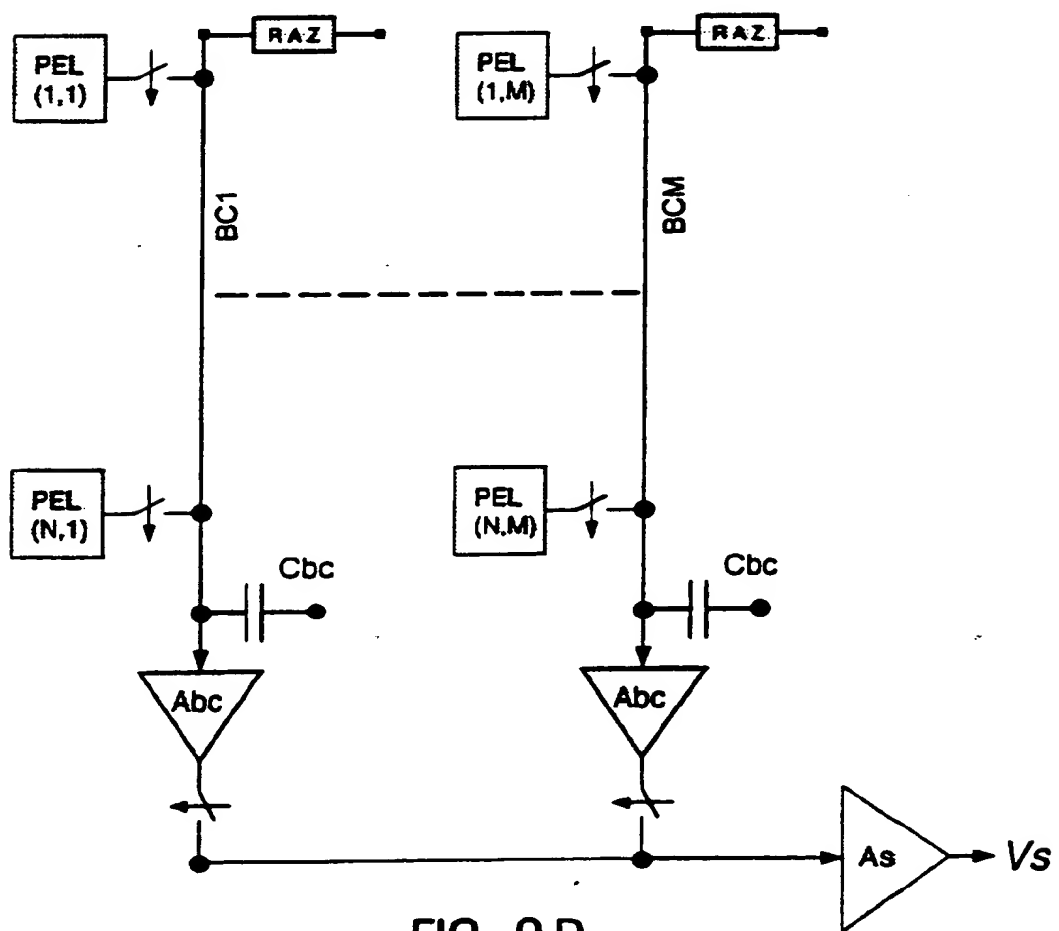 RAZ
RAZ
PEL
(1,1)
PEL
(1,M)
BC1
BCM
PEL
(N,1)
PEL
(N,M)
Cbc
Cbc
Abc
Abc
As
Vs